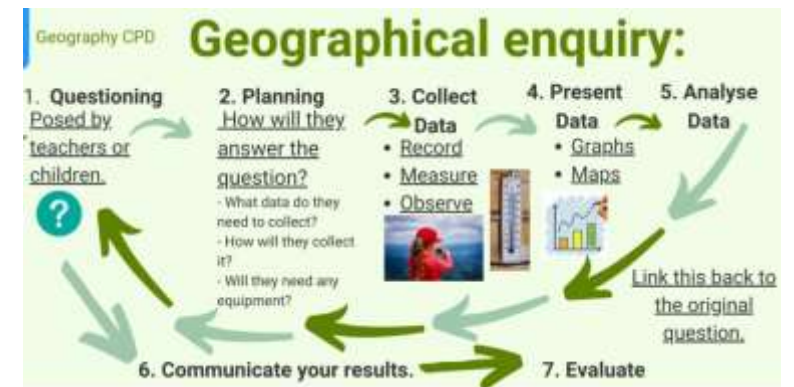 Geography CPD
Geographical enquiry:
1. Questioning
Posed by
teachers or
children.
?
2. Planning
How will they
answer the
question?
- What data do they
need to collect?
- How will they collect
it?
- Will they need any
equipment?
3. Collect
Data
• Record
• Measure
• Observe
4. Present
Data
• Graphs
• Maps
5. Analyse
Data
Link this back to
the original
question.
6. Communicate your results.
7. Evaluate